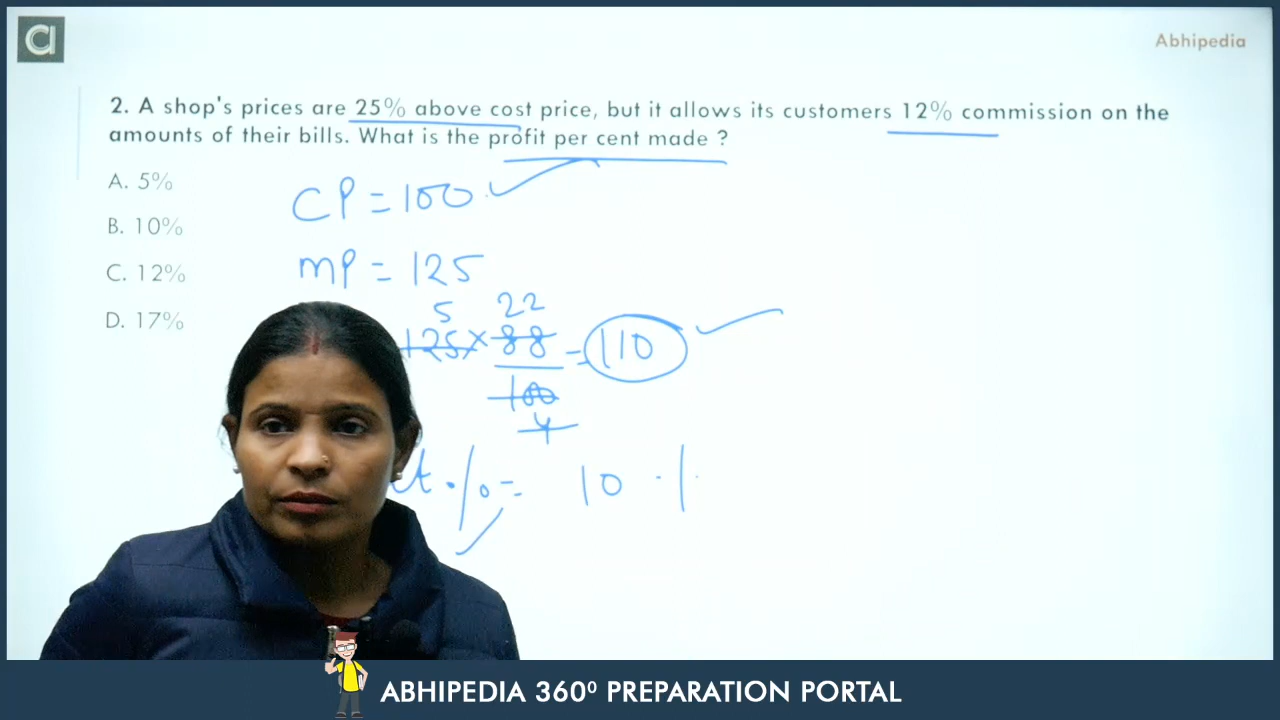 CA
Abhipedia
2. A shop's prices are 25% above cost price, but it allows its customers 12% commission on the
amounts of their bills. What is the profit per cent made ?
A. 5%
B. 10%
C. 12%
D. 17%
CP = 100
MP = 125
5 22
125 × 88 = 110
100
4
t % = 10 %
ABHIPEDIA 360⁰ PREPARATION PORTAL